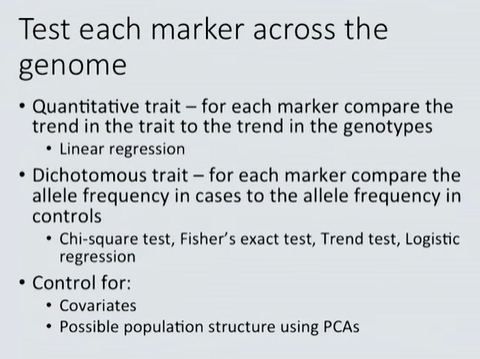 Test each marker across the
genome
• Quantitative trait – for each marker compare the
trend in the trait to the trend in the genotypes
• Linear regression
• Dichotomous trait – for each marker compare the
allele frequency in cases to the allele frequency in
controls
• Chi-square test, Fisher's exact test, Trend test, Logistic
regression
• Control for:
• Covariates
• Possible population structure using PCAs